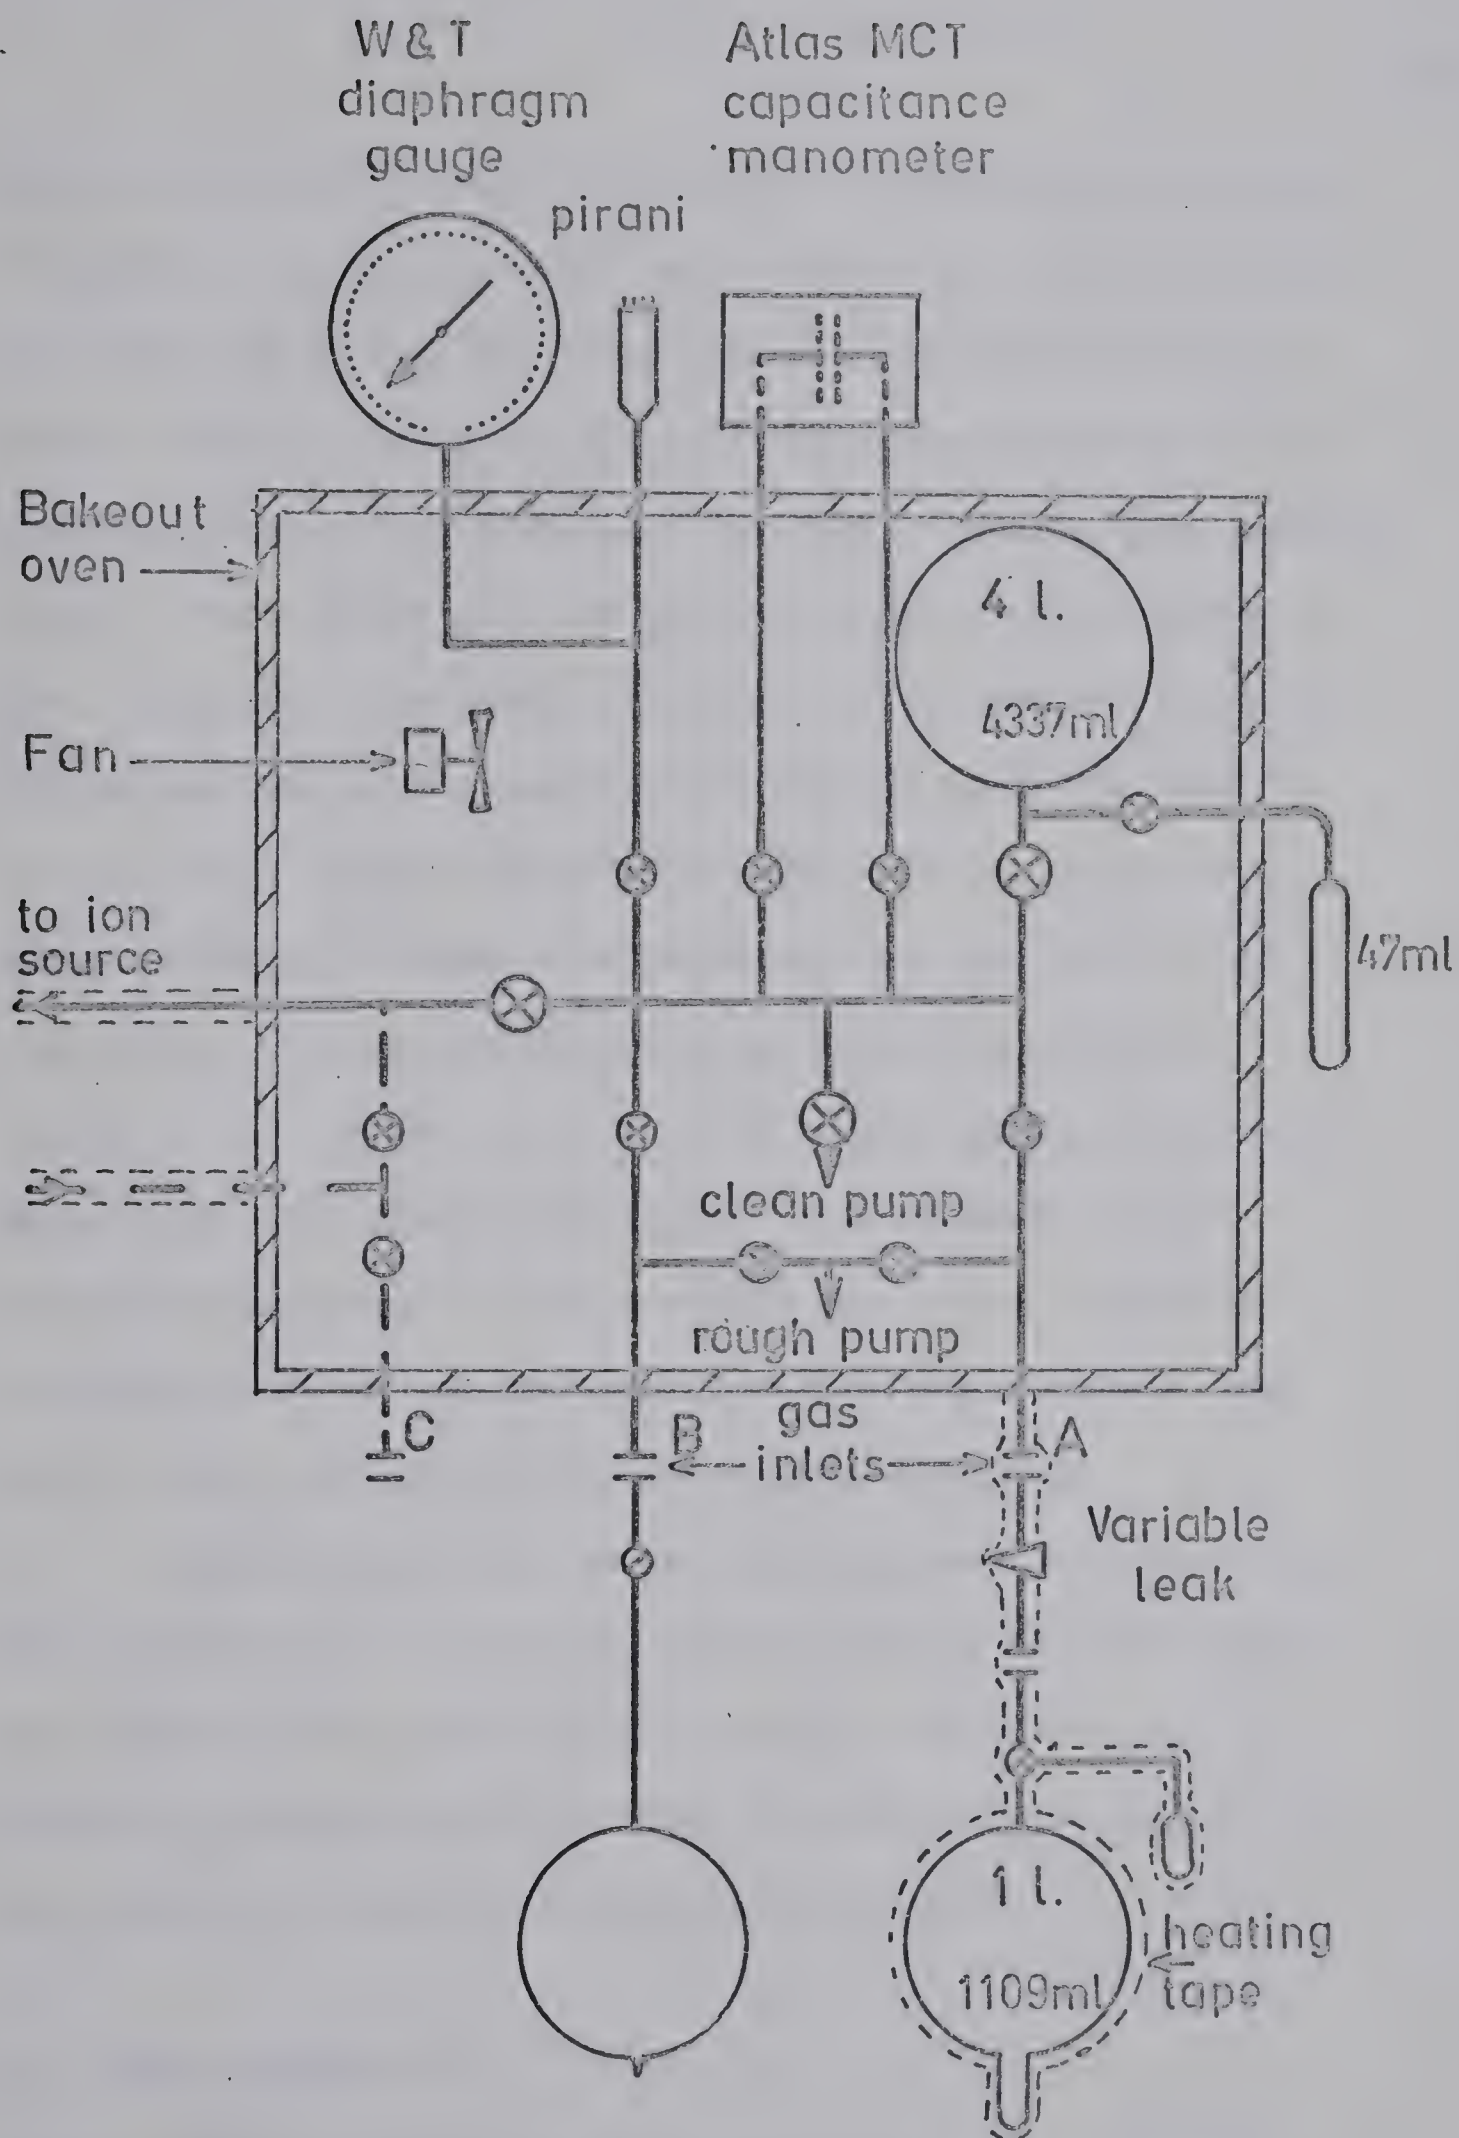 W & T
diaphragm
gauge
Atlas MCT
capacitance
manometer
pirani
Bakeout
oven
4 l.
4337ml
Fan
to ion
source
47ml
clean pump
rough pump
C
B
gas
inlets
A
Variable
leak
1 l.
1109ml
heating
tape